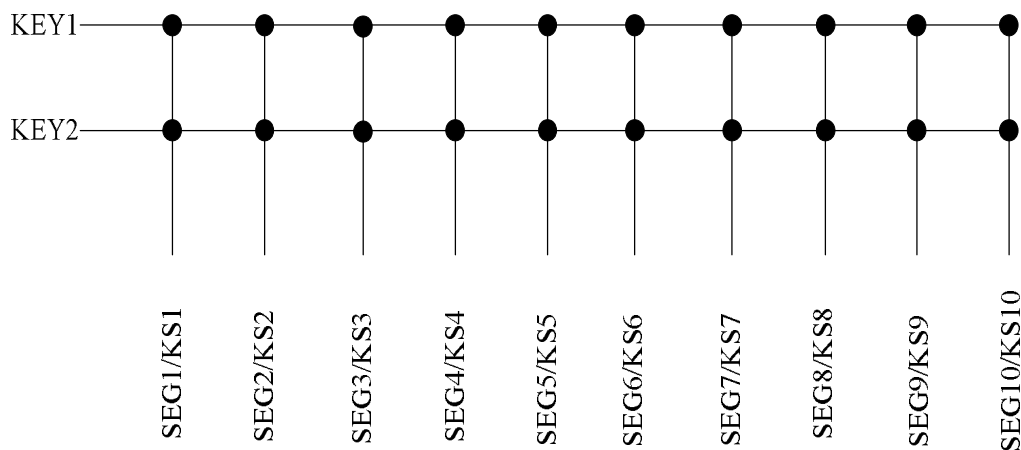 KEY1
KEY2
SEG1/KS1
SEG2/KS2
SEG3/KS3
SEG4/KS4
SEG5/KS5
SEG6/KS6
SEG7/KS7
SEG8/KS8
SEG9/KS9
SEG10/KS10